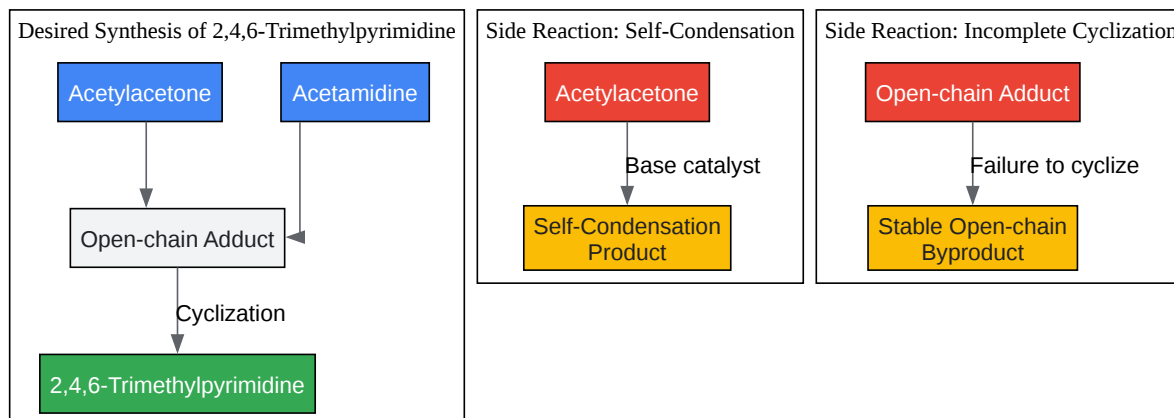 Desired Synthesis of 2,4,6-Trimethylpyrimidine
Acetylacetone
Acetamidine
Open-chain Adduct
Cyclization
2,4,6-Trimethylpyrimidine
Side Reaction: Self-Condensation
Acetylacetone
Base catalyst
Self-Condensation
Product
Side Reaction: Incomplete Cyclization
Open-chain Adduct
Failure to cyclize
Stable Open-chain
Byproduct